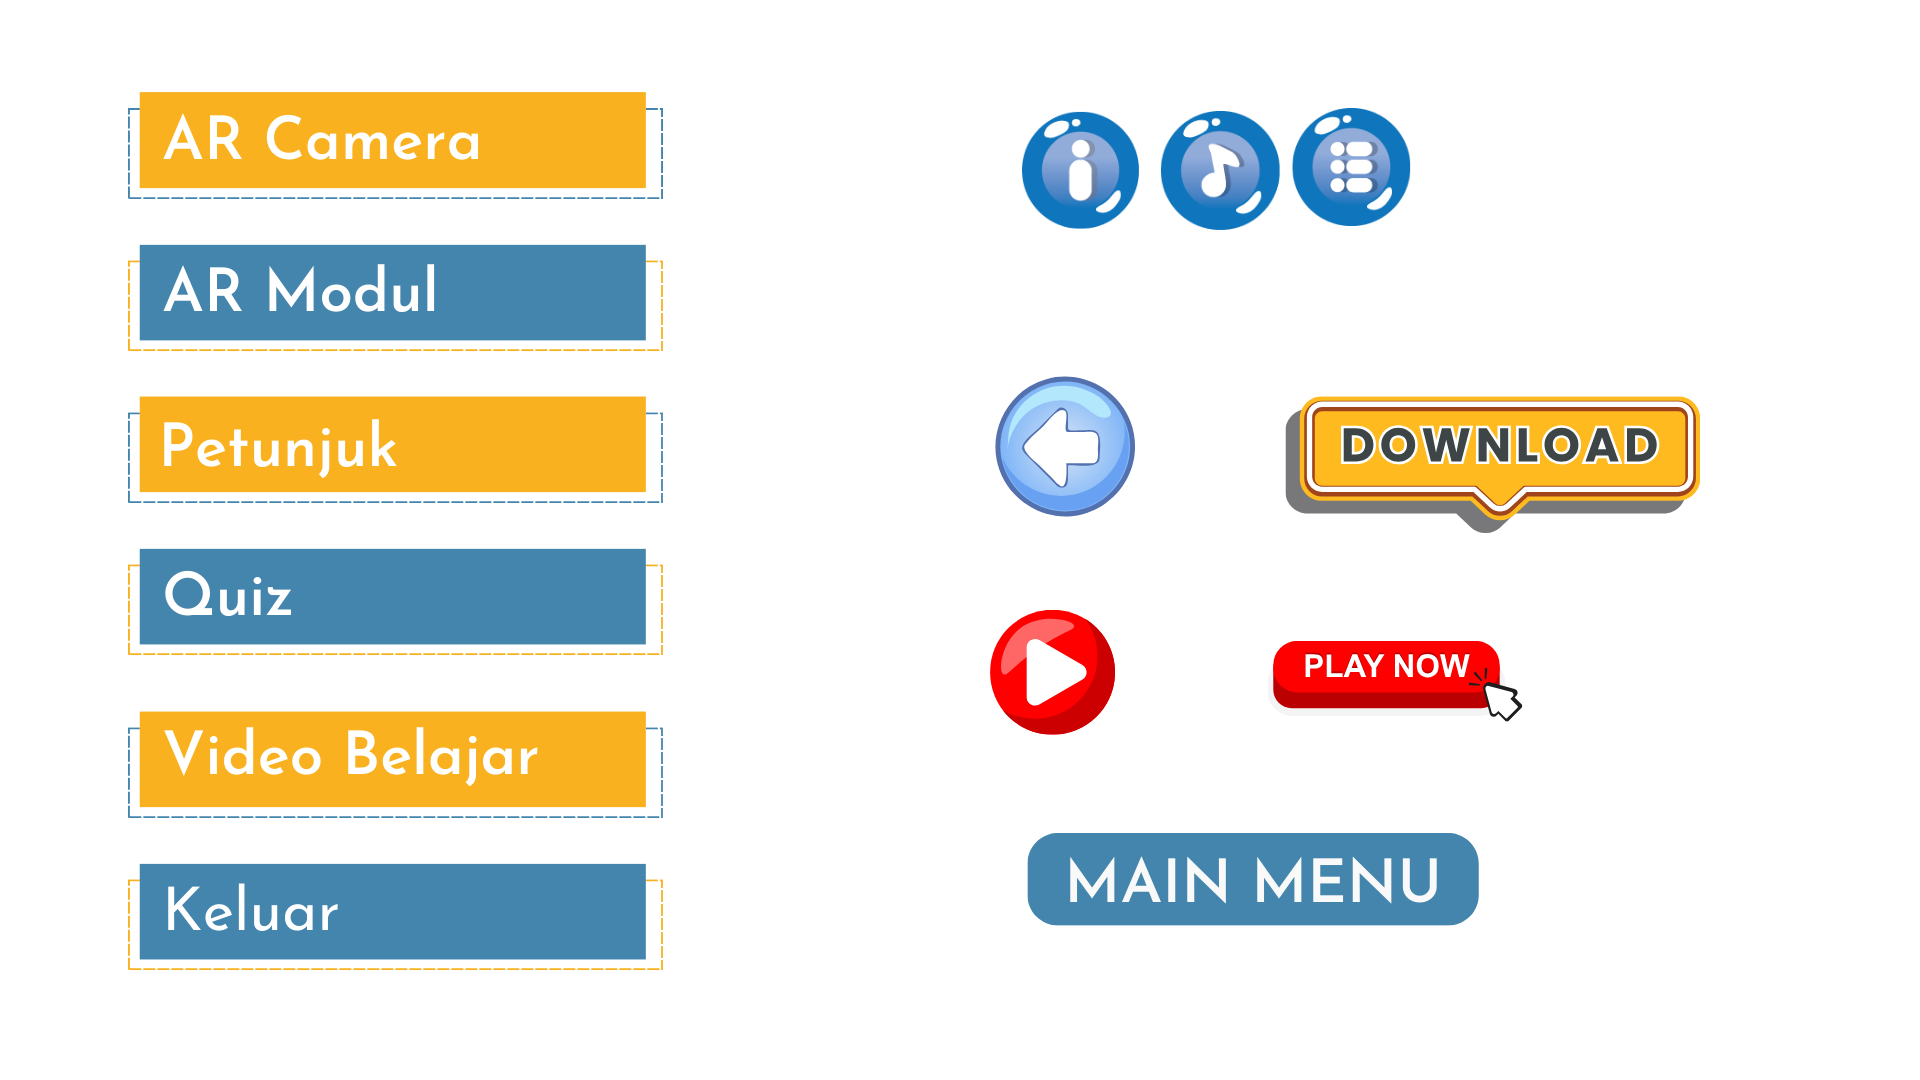 AR Camera
AR Modul
Petunjuk
Quiz
Video Belajar
Keluar
DOWNLOAD
PLAY NOW
MAIN MENU